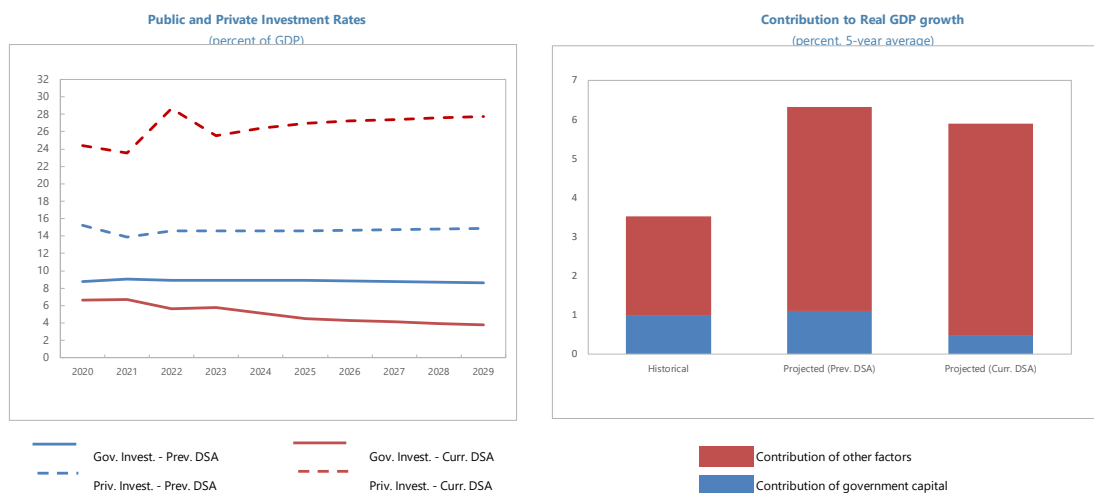 Public and Private Investment Rates
(percent of GDP)
32
30
28
26
24
22
20
18
16
14
12
10
8
6
4
2
0
2020 2021 2022 2023 2024 2025 2026 2027 2028 2029
Gov. Invest. - Prev. DSA Gov. Invest. - Curr. DSA
Priv. Invest. - Prev. DSA Priv. Invest. - Curr. DSA
Contribution to Real GDP growth
(percent, 5-year average)
7
6
5
4
3
2
1
0
Historical Projected (Prev. DSA) Projected (Curr. DSA)
Contribution of other factors
Contribution of government capital